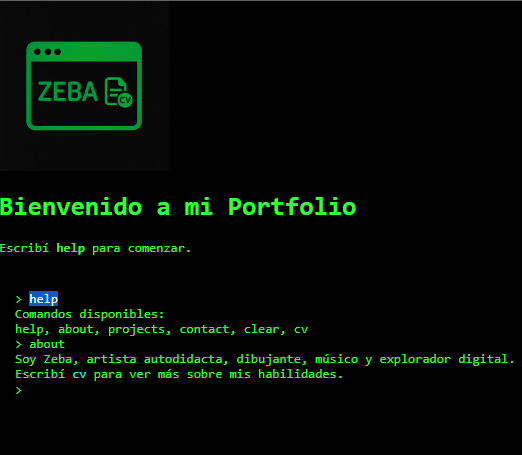 ZEBA CV
Bienvenido a mi Portfolio
Escribí help para comenzar.
> help
Comandos disponibles:
help, about, projects, contact, clear, cv
> about
Soy Zeba, artista autodidacta, dibujante, músico y explorador digital.
Escribí cv para ver más sobre mis habilidades.
>